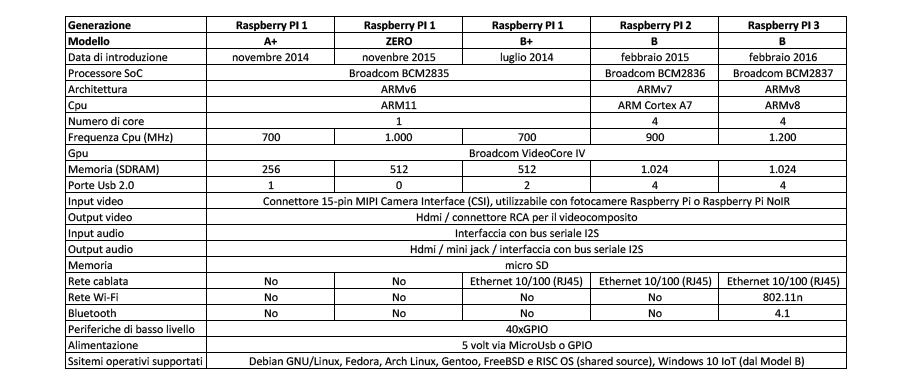 Generazione Raspberry PI 1 Raspberry PI 1 Raspberry PI 1 Raspberry PI 2 Raspberry PI 3
Modello A+ ZERO B+ B B
Data di introduzione novembre 2014 novenbre 2015 luglio 2014 febbraio 2015 febbraio 2016
Processore SoC Broadcom BCM2835 Broadcom BCM2836 Broadcom BCM2837
Architettura ARMv6 ARMv7 ARMv8
Cpu ARM11 ARM Cortex A7 ARMv8
Numero di core 1 4 4
Frequenza Cpu (MHz) 700 1.000 700 900 1.200
Gpu Broadcom VideoCore IV
Memoria (SDRAM) 256 512 512 1.024 1.024
Porte Usb 2.0 1 0 2 4 4
Input video Connettore 15-pin MIPI Camera Interface (CSI), utilizzabile con fotocamere Raspberry Pi o Raspberry Pi NoIR
Output video Hdmi / connettore RCA per il videocomposito
Input audio Interfaccia con bus seriale I2S
Output audio Hdmi / mini jack / interfaccia con bus seriale I2S
Memoria micro SD
Rete cablata No No Ethernet 10/100 (RJ45) Ethernet 10/100 (RJ45) Ethernet 10/100 (RJ45)
Rete Wi-Fi No No No No 802.11n
Bluetooth No No No No 4.1
Periferiche di basso livello 40xGPIO
Alimentazione 5 volt via MicroUsb o GPIO
Ssitemi operativi supportati Debian GNU/Linux, Fedora, Arch Linux, Gentoo, FreeBSD e RISC OS (shared source), Windows 10 IoT (dal Model B)